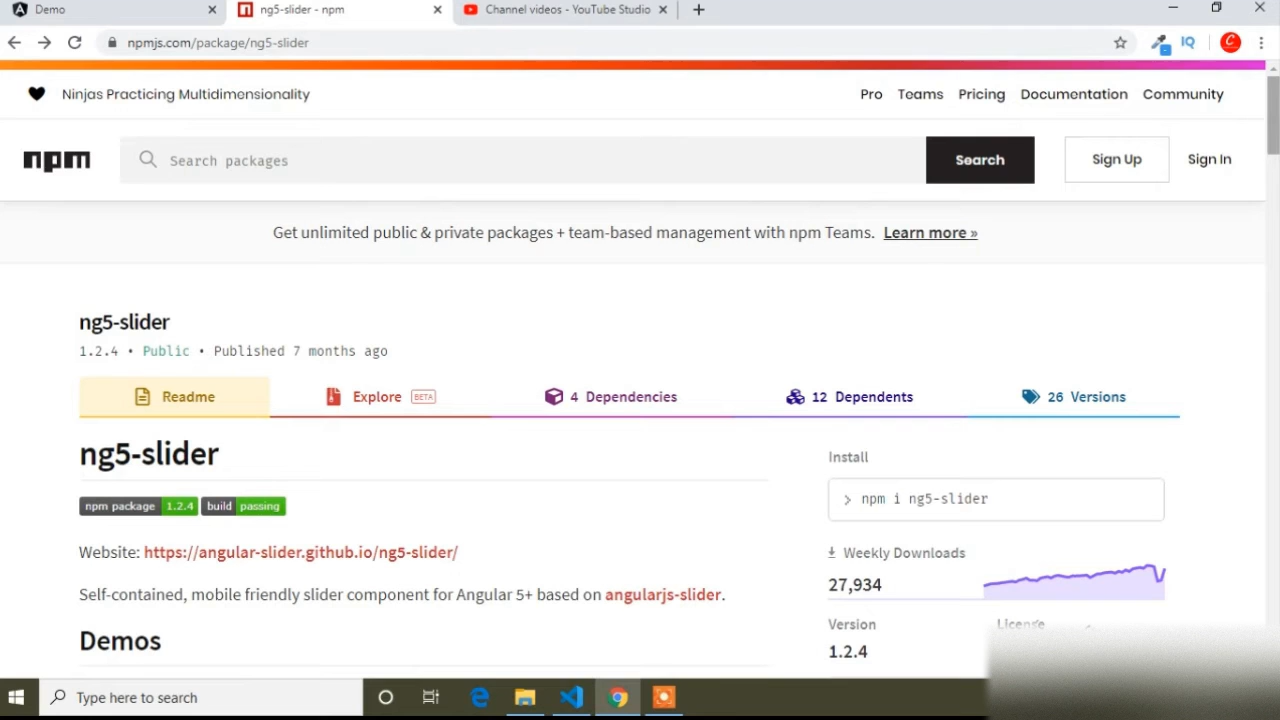 Demo
ng5-slider - npm
Channel videos - YouTube Studio
npmjs.com/package/ng5-slider
IQ
Ninjas Practicing Multidimensionality
Pro Teams Pricing Documentation Community
npm
Search packages
Search
Sign Up
Sign In
Get unlimited public & private packages + team-based management with npm Teams. Learn more »
ng5-slider
1.2.4 • Public • Published 7 months ago
Readme
Explore BETA
4 Dependencies
12 Dependents
26 Versions
ng5-slider
npm package 1.2.4 build passing
Install
> npm i ng5-slider
Website: https://angular-slider.github.io/ng5-slider/
Weekly Downloads
27,934
Self-contained, mobile friendly slider component for Angular 5+ based on angularjs-slider.
Version
License
1.2.4
Demos
Type here to search